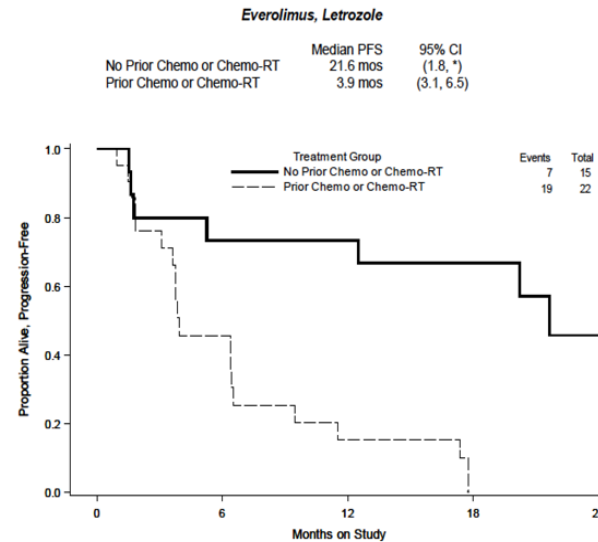 Everolimus, Letrozole
Median PFS 95% CI
No Prior Chemo or Chemo-RT 21.6 mos (1.8, *)
Prior Chemo or Chemo-RT 3.9 mos (3.1, 6.5)
Treatment Group Events Total
No Prior Chemo or Chemo-RT 7 15
Prior Chemo or Chemo-RT 19 22
Proportion Alive, Progression-Free
1.0
0.8
0.6
0.4
0.2
0.0
0 6 12 18 2
Months on Study